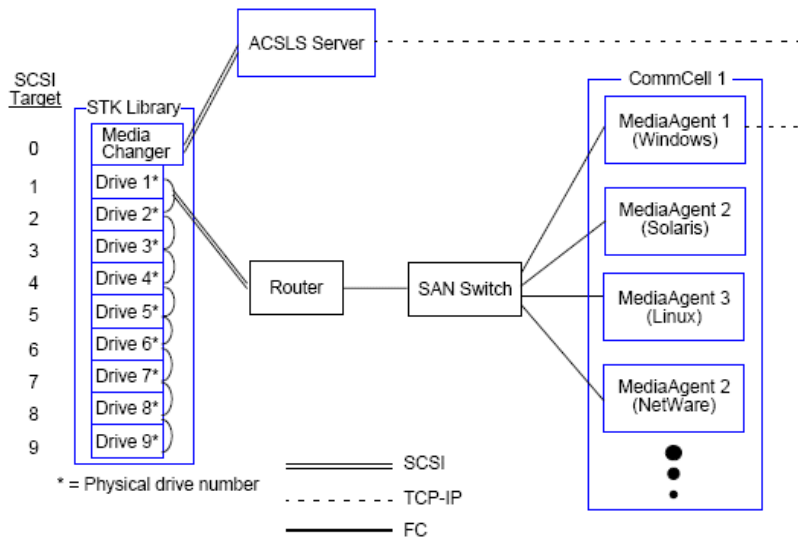 ACSLS Server
SCSI
Target
STK Library
CommCell 1
0
Media
Changer
MediaAgent 1
(Windows)
1
Drive 1*
2
Drive 2*
MediaAgent 2
(Solaris)
3
Drive 3*
4
Drive 4*
Router
SAN Switch
MediaAgent 3
(Linux)
5
Drive 5*
6
Drive 6*
7
Drive 7*
MediaAgent 2
(NetWare)
8
Drive 8*
9
Drive 9*
* = Physical drive number
SCSI
TCP-IP
FC